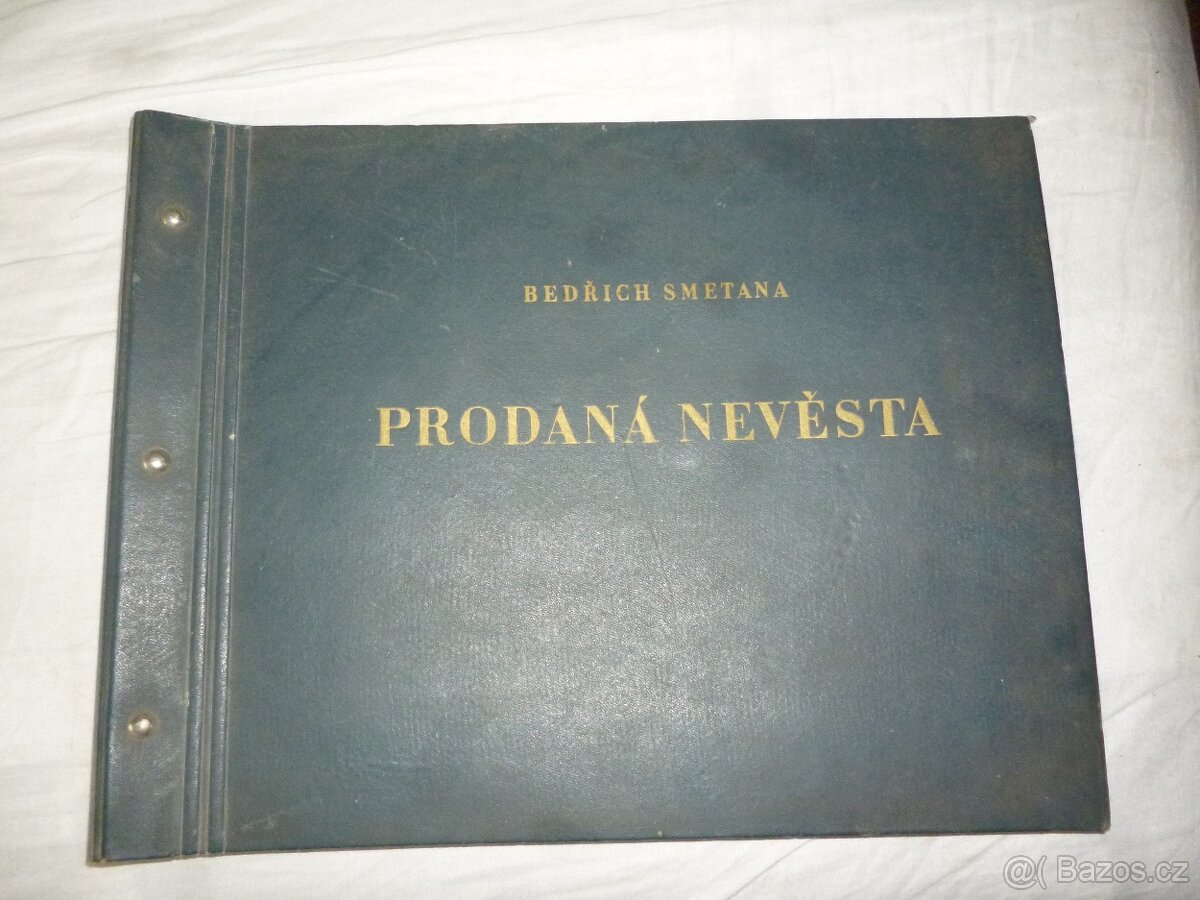 BEDŘICH SMETANA
PRODANÁ NEVĚSTA
@( Bazos.cz